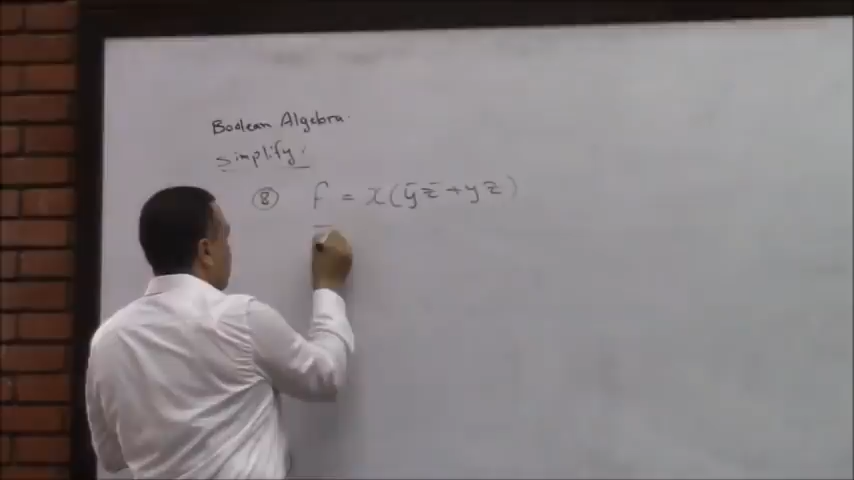 Boolean Algebra.
Simplify:
⑧ f = x(ȳz̄ + yz)